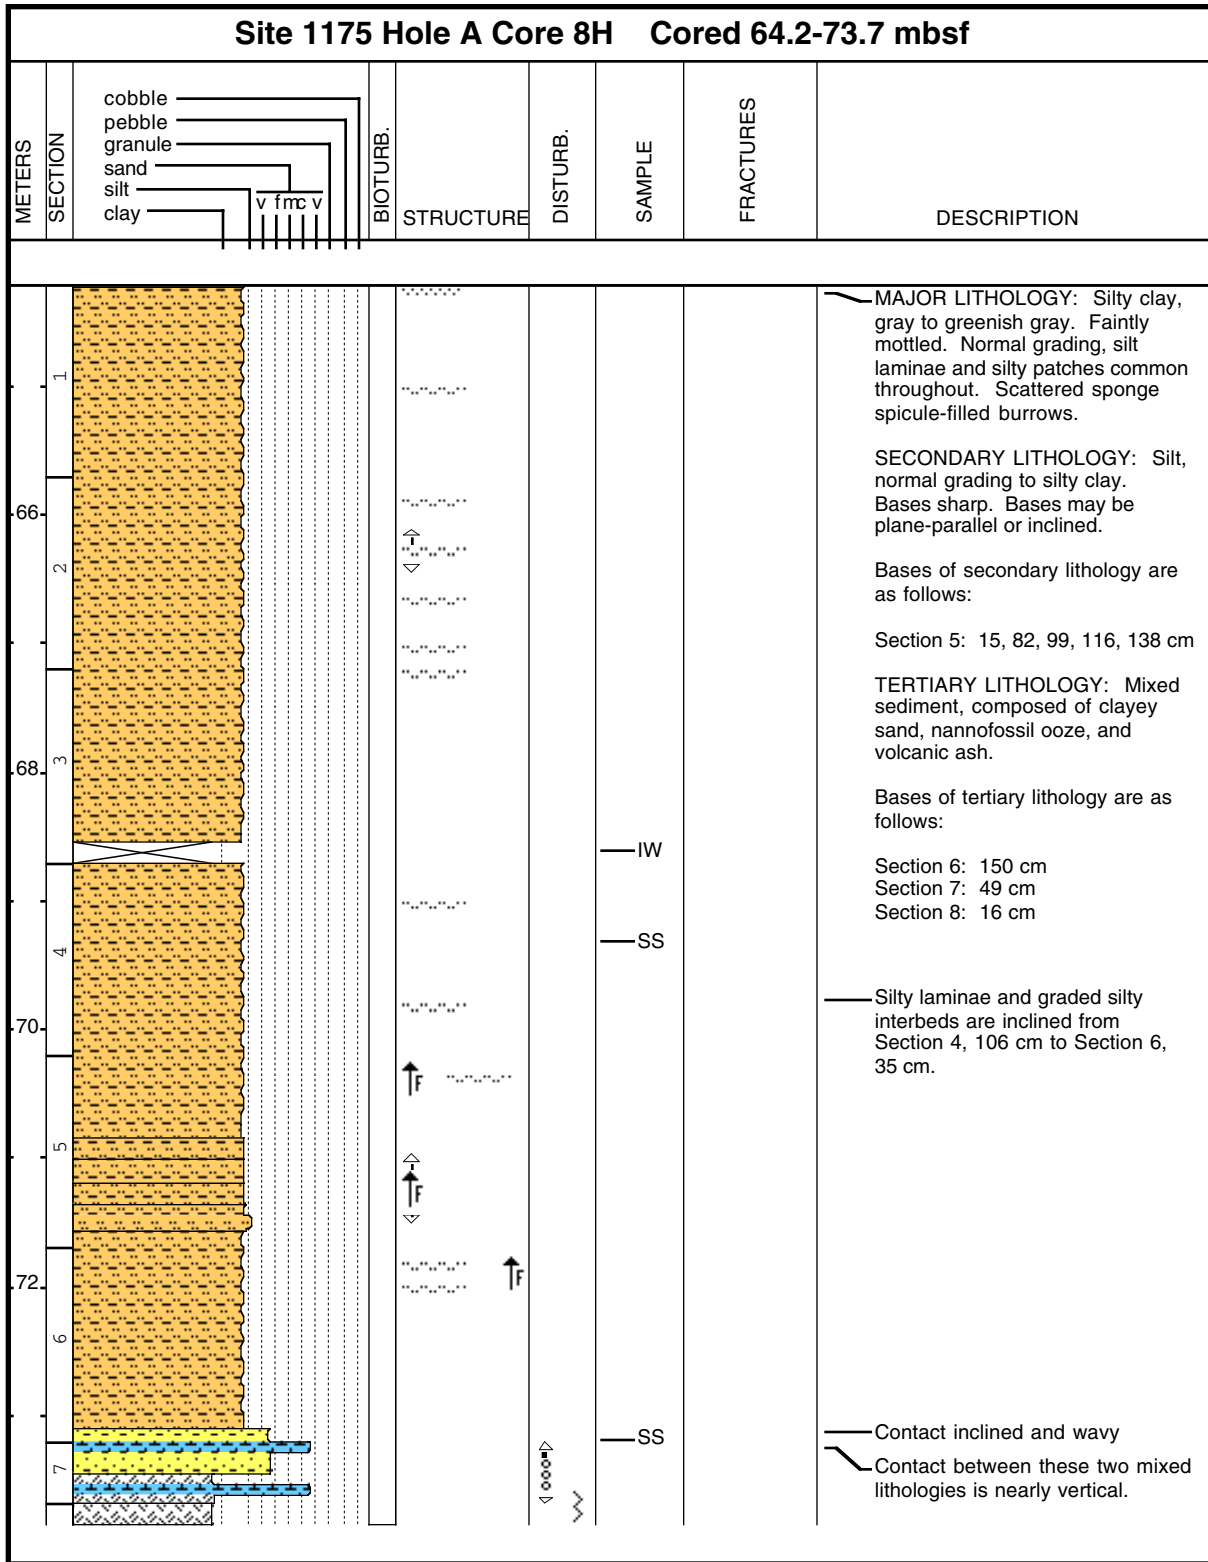 Site 1175 Hole A Core 8H Cored 64.2-73.7 mbsf
METERS
SECTION
cobble
pebble
granule
sand
silt
clay
v f m c v
BIOTURB.
STRUCTURE
DISTURB.
SAMPLE
FRACTURES
DESCRIPTION
1
66
2
68
3
4
70
5
72
6
7
F
F
F
IW
SS
SS
MAJOR LITHOLOGY: Silty clay,
gray to greenish gray. Faintly
mottled. Normal grading, silt
laminae and silty patches common
throughout. Scattered sponge
spicule-filled burrows.
SECONDARY LITHOLOGY: Silt,
normal grading to silty clay.
Bases sharp. Bases may be
plane-parallel or inclined.
Bases of secondary lithology are
as follows:
Section 5: 15, 82, 99, 116, 138 cm
TERTIARY LITHOLOGY: Mixed
sediment, composed of clayey
sand, nannofossil ooze, and
volcanic ash.
Bases of tertiary lithology are as
follows:
Section 6: 150 cm
Section 7: 49 cm
Section 8: 16 cm
Silty laminae and graded silty
interbeds are inclined from
Section 4, 106 cm to Section 6,
35 cm.
Contact inclined and wavy
Contact between these two mixed
lithologies is nearly vertical.